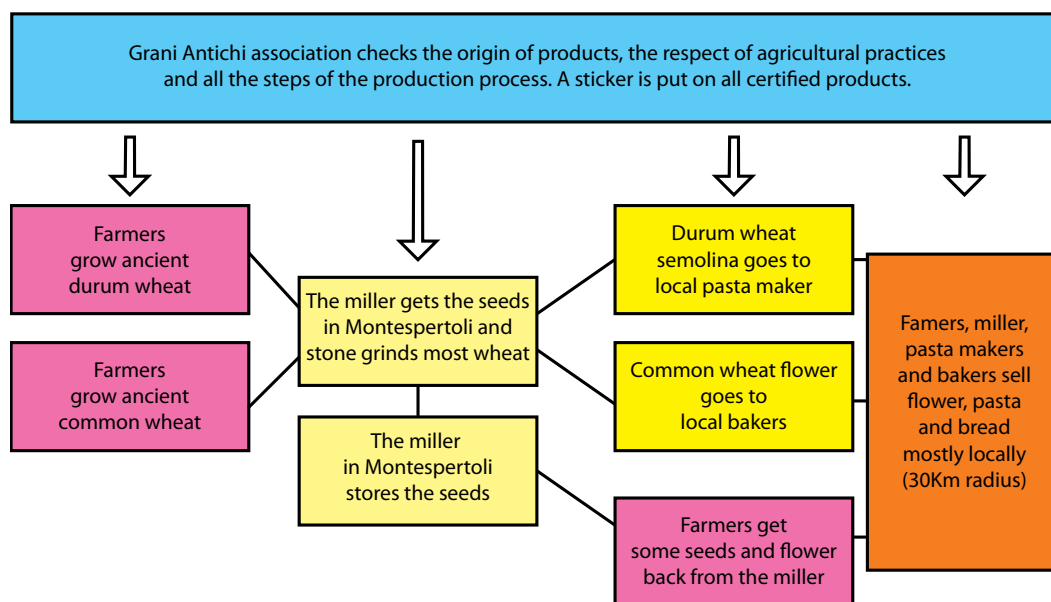 Grani Antichi association checks the origin of products, the respect of agricultural practices
and all the steps of the production process. A sticker is put on all certified products.
Farmers
grow ancient
durum wheat
Farmers
grow ancient
common wheat
The miller gets the seeds
in Montespertoli and
stone grinds most wheat
The miller
in Montespertoli
stores the seeds
Durum wheat
semolina goes to
local pasta maker
Common wheat flower
goes to
local bakers
Farmers get
some seeds and flower
back from the miller
Famers, miller,
pasta makers
and bakers sell
flower, pasta
and bread
mostly locally
(30Km radius)